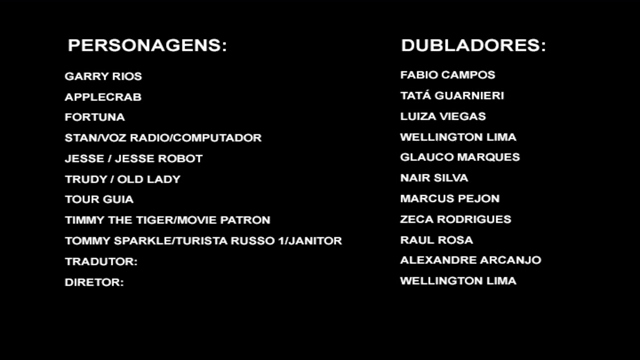 PERSONAGENS: DUBLADORES:
GARRY RIOS FABIO CAMPOS
APPLECRAB TATÁ GUARNIERI
FORTUNA LUIZA VIEGAS
STAN/VOZ RADIO/COMPUTADOR WELLINGTON LIMA
JESSE / JESSE ROBOT GLAUCO MARQUES
TRUDY / OLD LADY NAIR SILVA
TOUR GUIA MARCUS PEJON
TIMMY THE TIGER/MOVIE PATRON ZECA RODRIGUES
TOMMY SPARKLE/TURISTA RUSSO 1/JANITOR RAUL ROSA
TRADUTOR: ALEXANDRE ARCANJO
DIRETOR: WELLINGTON LIMA